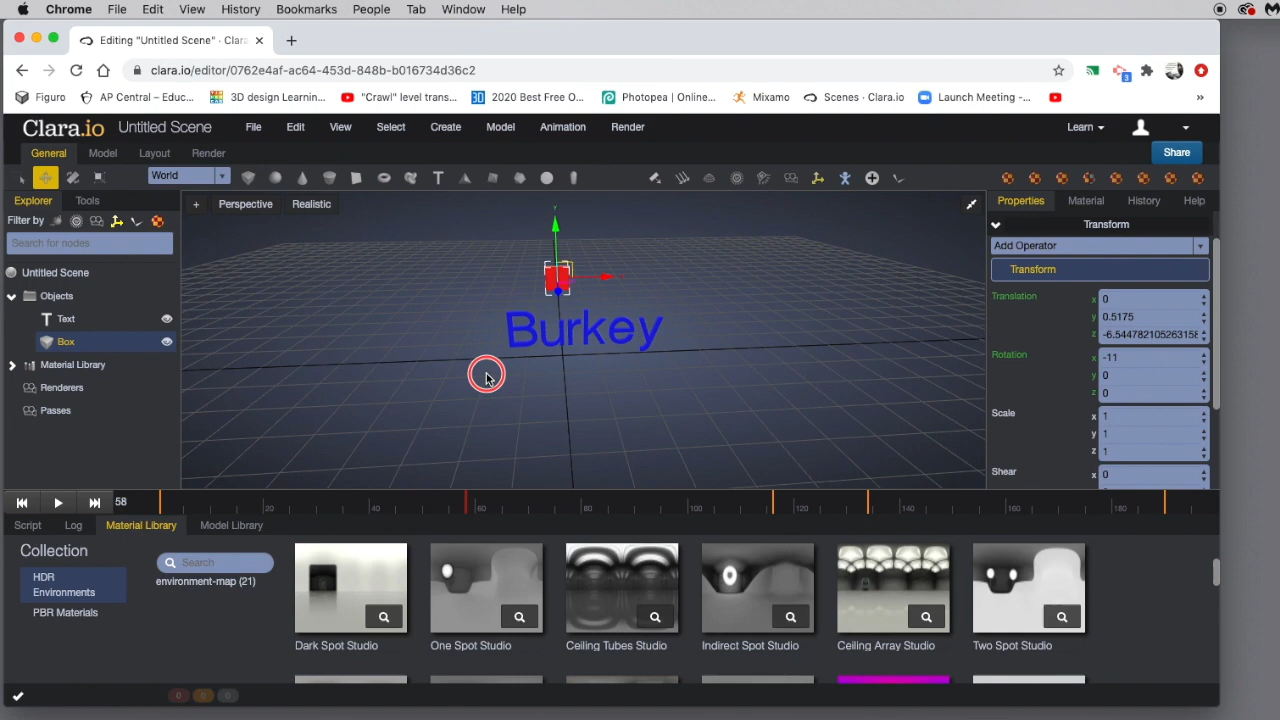 Chrome File Edit View History Bookmarks People Tab Window Help
Editing "Untitled Scene" - Clara
clara.io/editor/0762e4af-ac64-453d-848b-b016734d36c2
Figuro AP Central – Educ... 3D design Learnin... "Crawl" level trans... 2020 Best Free O... Photopea | Online... Mixamo Scenes · Clara.io Launch Meeting -... »
Clara.io Untitled Scene File Edit View Select Create Model Animation Render Learn
General Model Layout Render Share
World
Explorer Tools + Perspective Realistic Properties Material History Help
Filter by Transform
Search for nodes Add Operator
Untitled Scene Transform
Objects Translation x 0
Text y 0.5175
Box z -6.544782105263158
Material Library Rotation x -11
Renderers y 0
Passes z 0
Scale x 1
y 1
z 1
Shear x 0
Burkey
58 20 40 60 80 100 120 140 160 180
Script Log Material Library Model Library
Collection Search
HDR Environments environment-map (21)
PBR Materials
Dark Spot Studio One Spot Studio Ceiling Tubes Studio Indirect Spot Studio Ceiling Array Studio Two Spot Studio
0 0 0